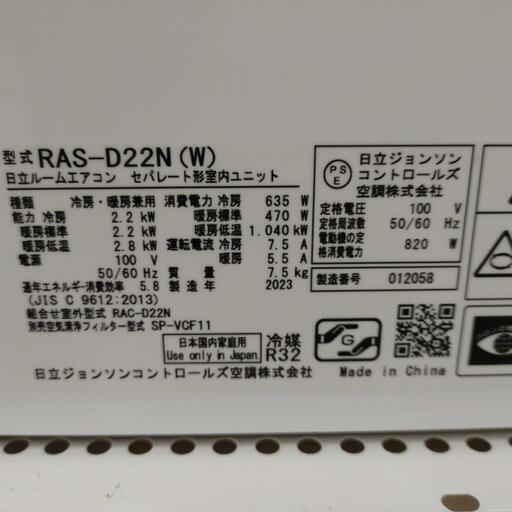 型式 RAS-D22N(W)
日立ルームエアコン セパレート形室内ユニット
種類 冷房・暖房兼用 消費電力 冷房 635 W
能力 冷房 2.2 kW 暖房標準 470 W
暖房標準 2.2 kW 暖房低温 1.040 kW
暖房低温 2.8 kW 運転電流 冷房 7.5 A
電源 100 V 暖房 5.5 A
50/60 Hz 質量 7.5 kg
通年エネルギー消費効率 5.8 製造年 2023
(JIS C 9612:2013)
組合せ室外型式 RAC-D22N
別売空気清浄フィルター型式 SP-VCF11
日本国内家庭用
Use only in Japan.
冷媒
R32
日立ジョンソンコントロールズ空調株式会社
PS
E
日立ジョンソン
コントロールズ
空調株式会社
定格電圧 100 V
定格周波数 50/60 Hz
電動機の定
格消費電力 820 W
製造番号 012058
G
Made in China